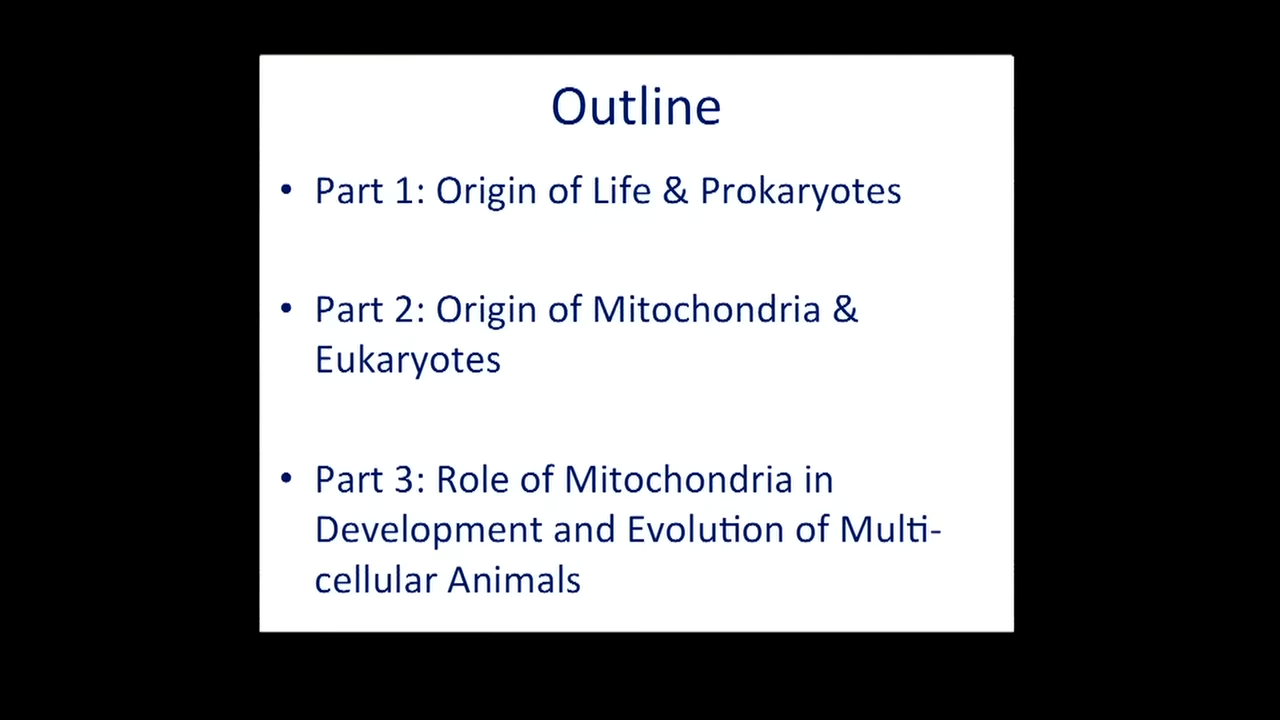 Outline
• Part 1: Origin of Life & Prokaryotes
• Part 2: Origin of Mitochondria &
Eukaryotes
• Part 3: Role of Mitochondria in
Development and Evolution of Multi-
cellular Animals